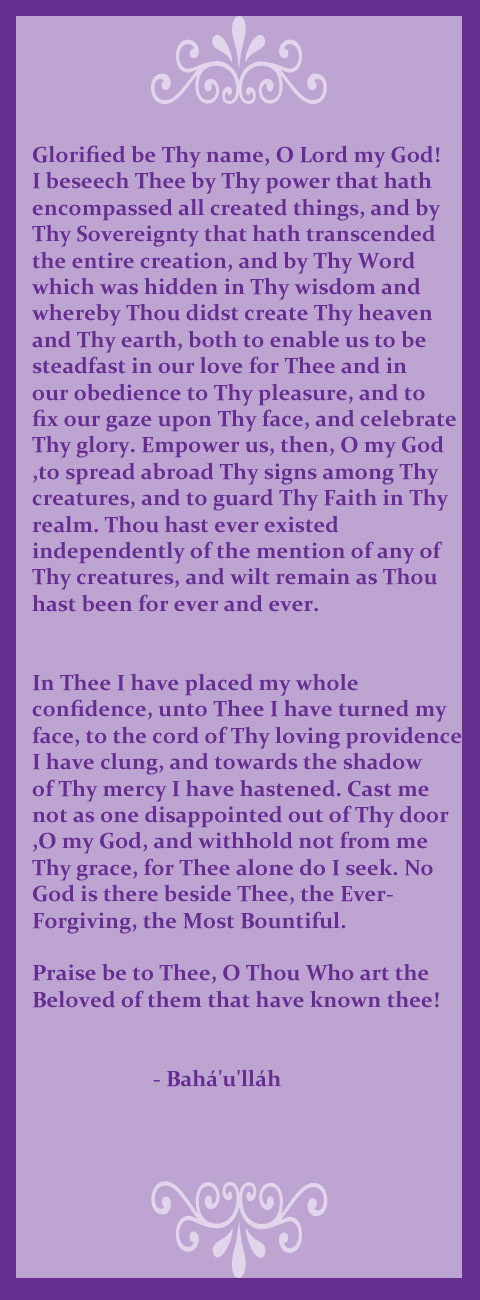 Glorified be Thy name, O Lord my God!
I beseech Thee by Thy power that hath
encompassed all created things, and by
Thy Sovereignty that hath transcended
the entire creation, and by Thy Word
which was hidden in Thy wisdom and
whereby Thou didst create Thy heaven
and Thy earth, both to enable us to be
steadfast in our love for Thee and in
our obedience to Thy pleasure, and to
fix our gaze upon Thy face, and celebrate
Thy glory. Empower us, then, O my God
,to spread abroad Thy signs among Thy
creatures, and to guard Thy Faith in Thy
realm. Thou hast ever existed
independently of the mention of any of
Thy creatures, and wilt remain as Thou
hast been for ever and ever.
In Thee I have placed my whole
confidence, unto Thee I have turned my
face, to the cord of Thy loving providence
I have clung, and towards the shadow
of Thy mercy I have hastened. Cast me
not as one disappointed out of Thy door
,O my God, and withhold not from me
Thy grace, for Thee alone do I seek. No
God is there beside Thee, the Ever-
Forgiving, the Most Bountiful.
Praise be to Thee, O Thou Who art the
Beloved of them that have known thee!
- Bahá'u'lláh